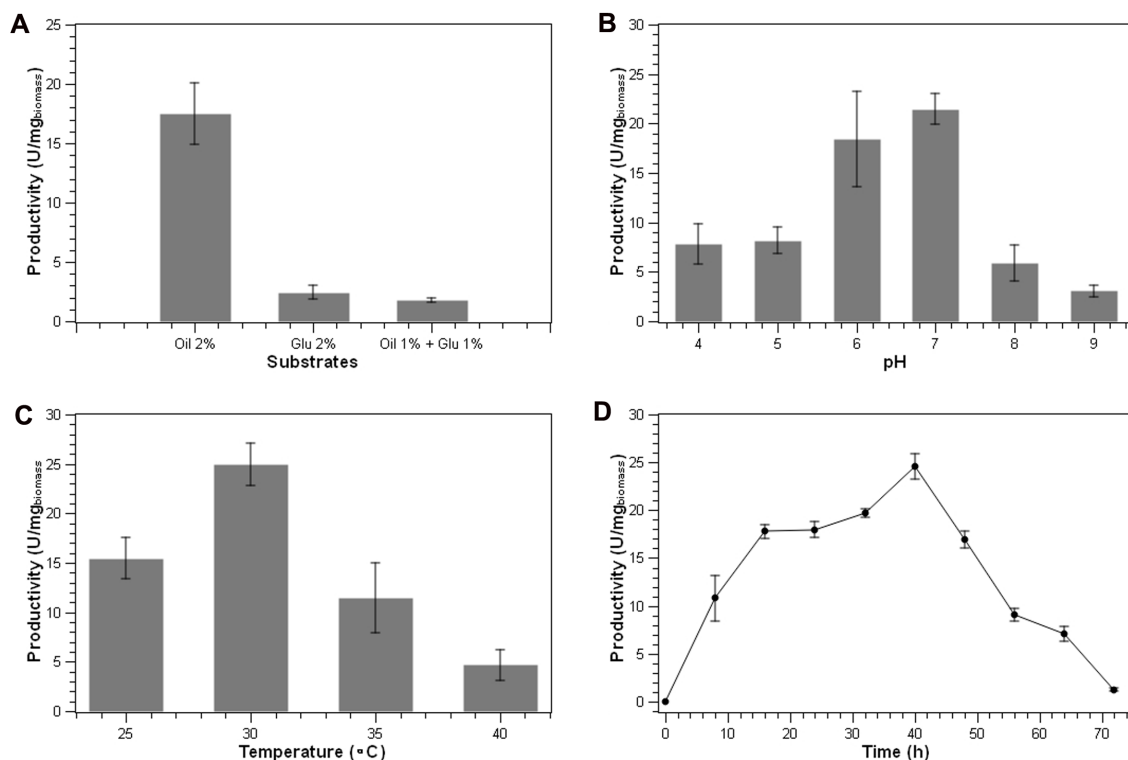 A
Productivity (U/mgbiomass)
25
20
15
10
5
0
Oil 2% Glu 2% Oil 1% + Glu 1%
Substrates
B
Productivity (U/mgbiomass)
30
25
20
15
10
5
0
4 5 6 7 8 9
pH
C
Productivity (U/mgbiomass)
30
25
20
15
10
5
0
25 30 35 40
Temperature (°C)
D
Productivity (U/mgbiomass)
30
25
20
15
10
5
0
0 10 20 30 40 50 60 70
Time (h)